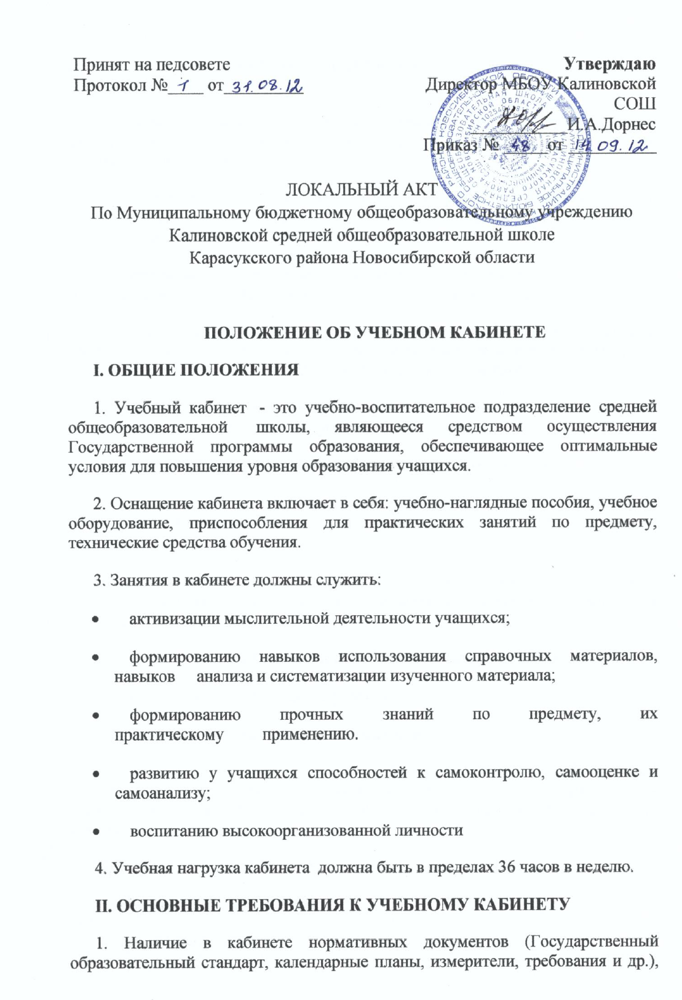 Принят на педсовете
Протокол № 1 от 31.08.12
Утверждаю
Директор МБОУ Калиновской
СОШ
И.А.Дорнес
Приказ № 48 от 14.09.12
ЛОКАЛЬНЫЙ АКТ
По Муниципальному бюджетному общеобразовательному учреждению
Калиновской средней общеобразовательной школе
Карасукского района Новосибирской области
ПОЛОЖЕНИЕ ОБ УЧЕБНОМ КАБИНЕТЕ
I. ОБЩИЕ ПОЛОЖЕНИЯ
1. Учебный кабинет - это учебно-воспитательное подразделение средней
общеобразовательной школы, являющееся средством осуществления
Государственной программы образования, обеспечивающее оптимальные
условия для повышения уровня образования учащихся.
2. Оснащение кабинета включает в себя: учебно-наглядные пособия, учебное
оборудование, приспособления для практических занятий по предмету,
технические средства обучения.
3. Занятия в кабинете должны служить:
• активизации мыслительной деятельности учащихся;
• формированию навыков использования справочных материалов,
навыков анализа и систематизации изученного материала;
• формированию прочных знаний по предмету, их
практическому применению.
• развитию у учащихся способностей к самоконтролю, самооценке и
самоанализу;
• воспитанию высокоорганизованной личности
4. Учебная нагрузка кабинета должна быть в пределах 36 часов в неделю.
II. ОСНОВНЫЕ ТРЕБОВАНИЯ К УЧЕБНОМУ КАБИНЕТУ
1. Наличие в кабинете нормативных документов (Государственный
образовательный стандарт, календарные планы, измерители, требования и др.),